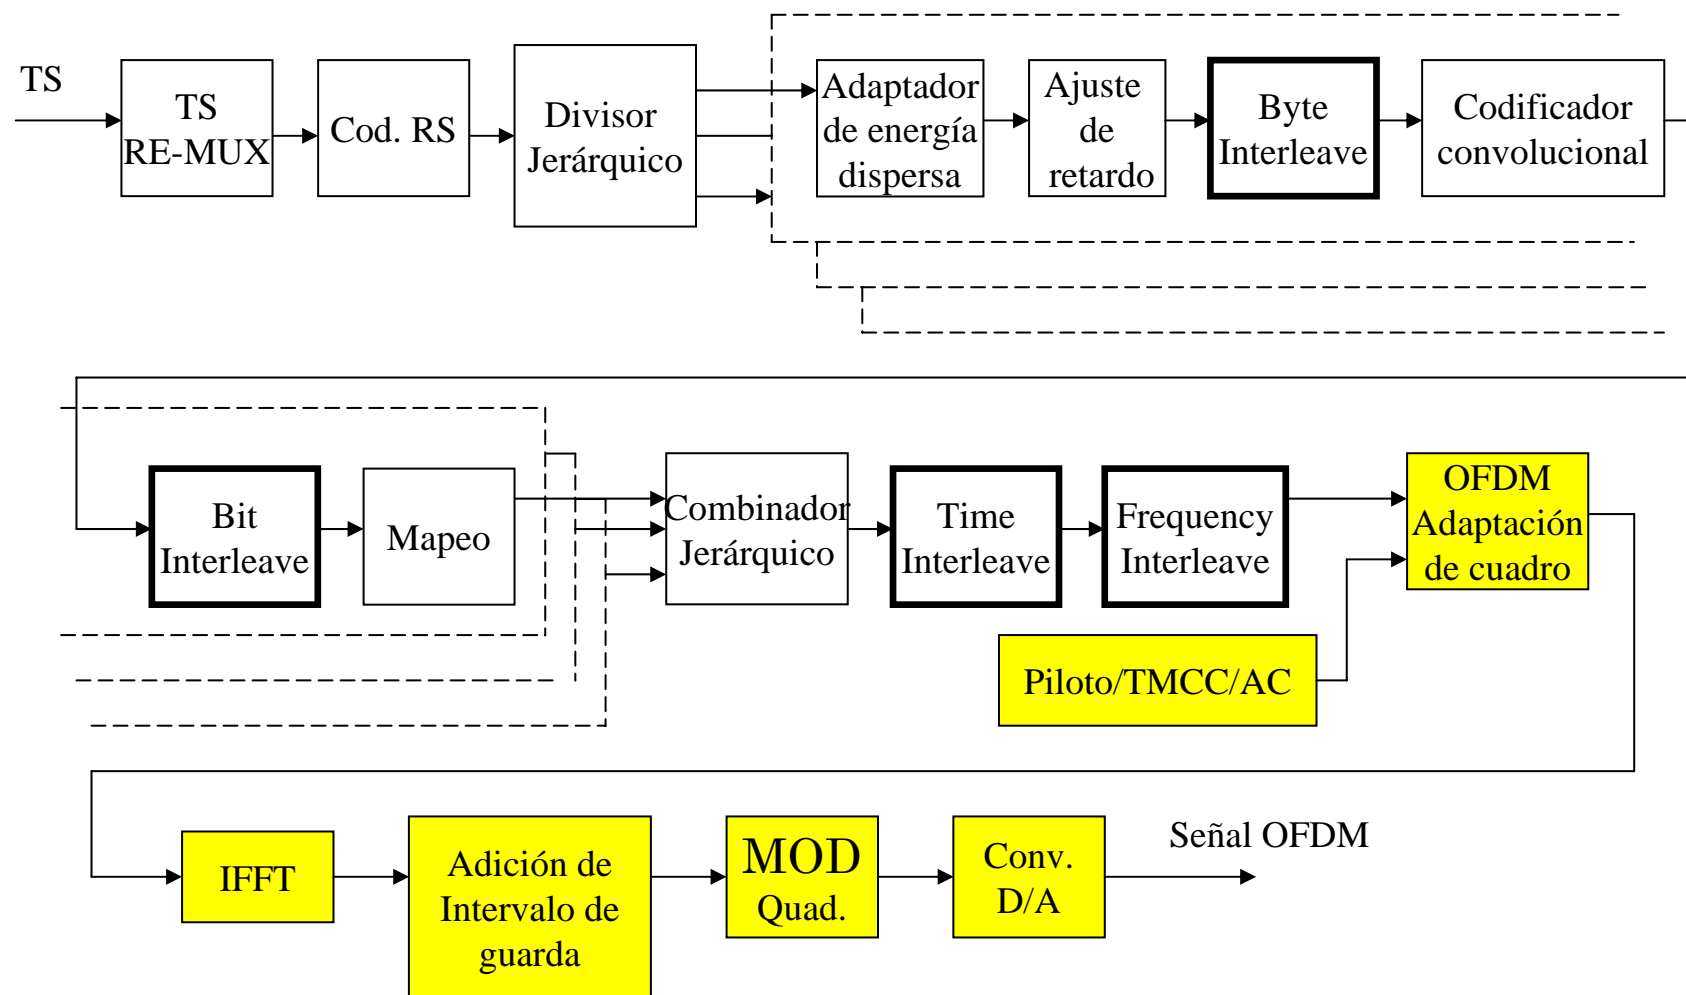 TS
TS
RE-MUX
Cod. RS
Divisor
Jerárquico
Adaptador
de energía
dispersa
Ajuste
de
retardo
Byte
Interleave
Codificador
convolucional
Bit
Interleave
Mapeo
Combinador
Jerárquico
Time
Interleave
Frequency
Interleave
OFDM
Adaptación
de cuadro
Piloto/TMCC/AC
IFFT
Adición de
Intervalo de
guarda
MOD
Quad.
Conv.
D/A
Señal OFDM